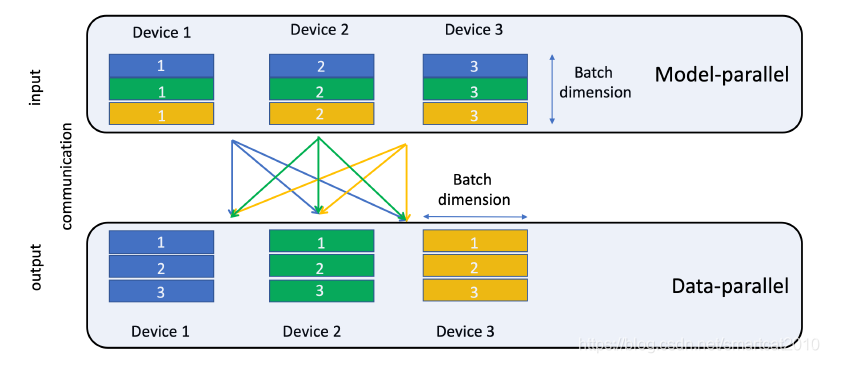 Device 1
Device 2
Device 3
input
1
2
3
1
2
3
1
2
3
Batch
dimension
Model-parallel
communication
Batch
dimension
output
1
1
1
2
2
2
3
3
3
Data-parallel
Device 1
Device 2
Device 3
https://blog.csdn.net/smartcat2010